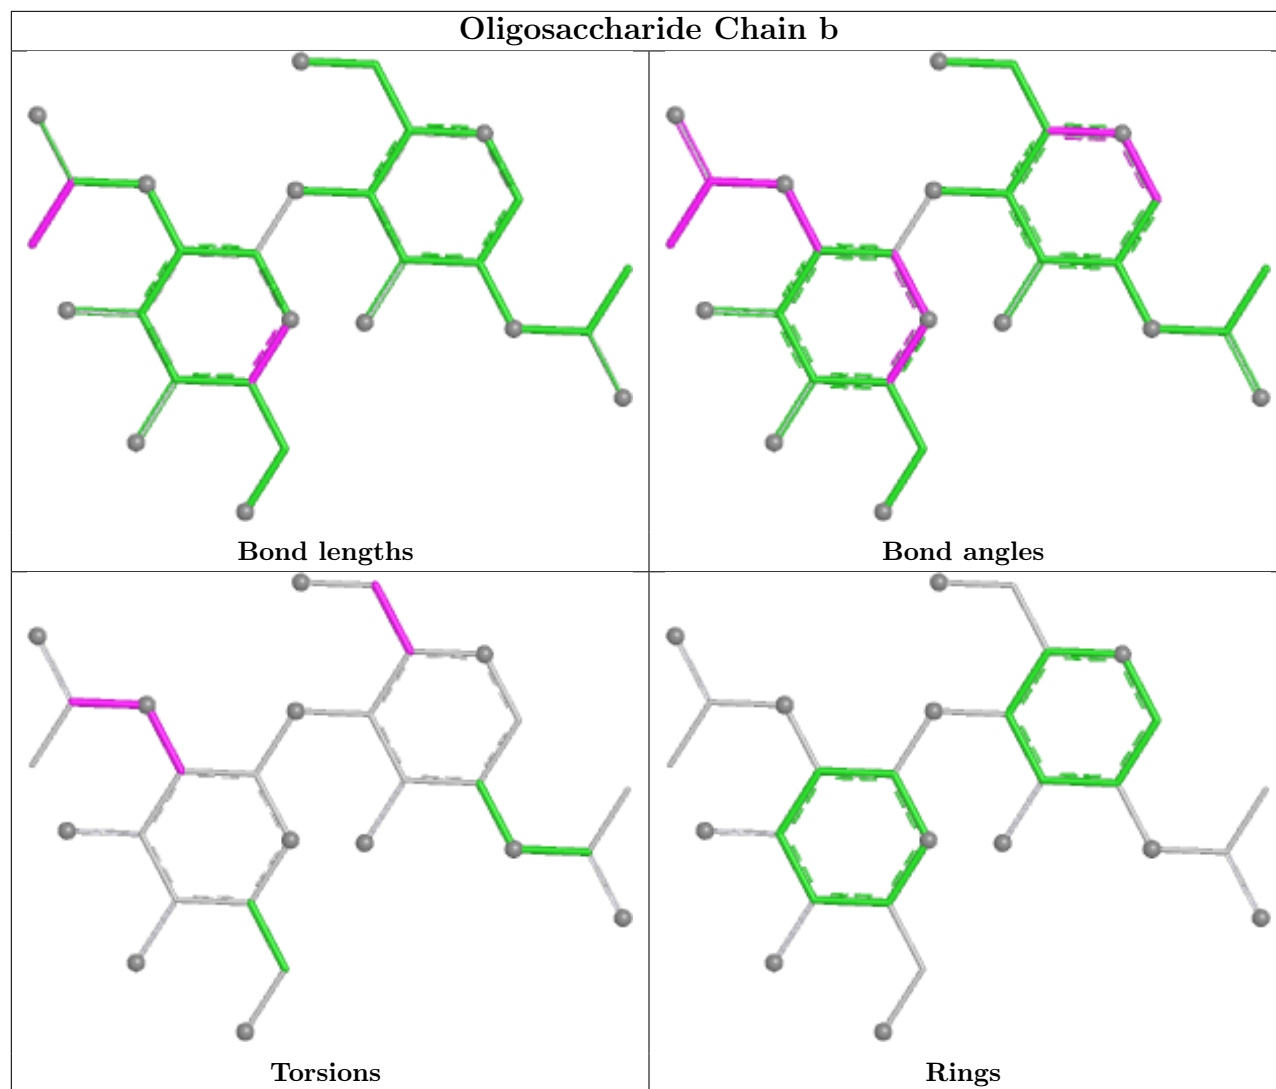 Oligosaccharide Chain b
Bond lengths
Bond angles
Torsions
Rings